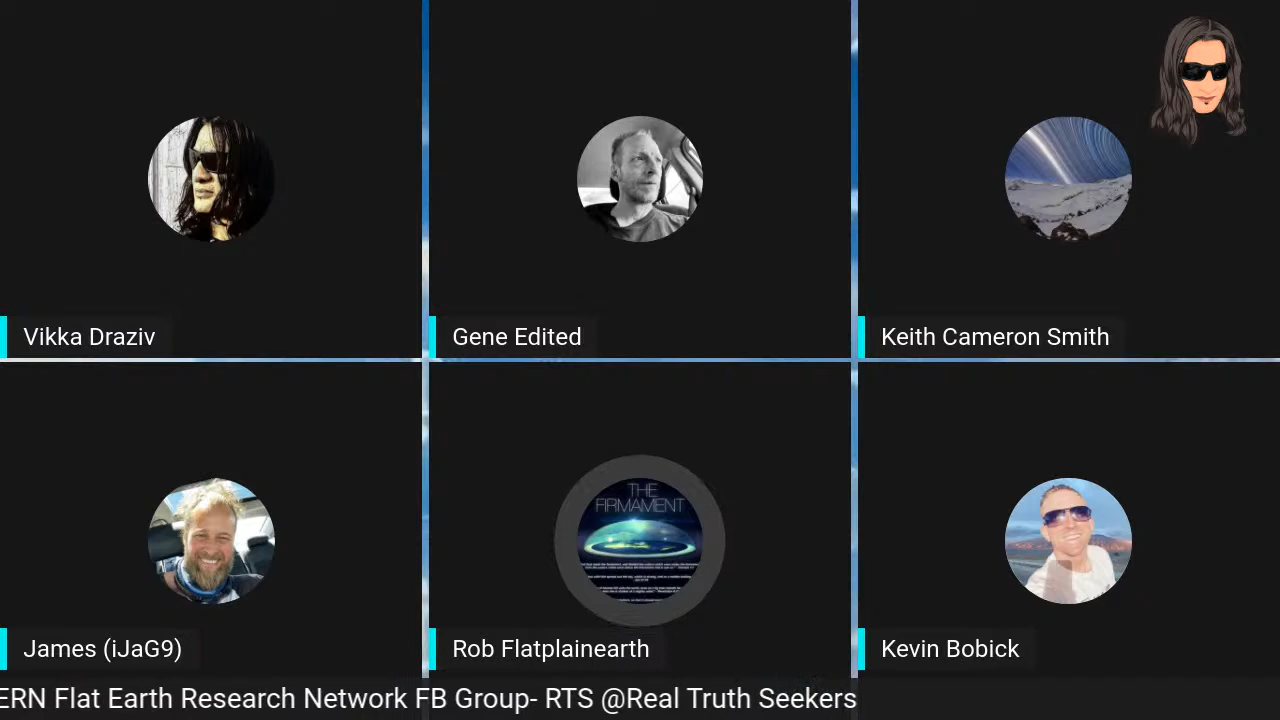 Vikka Draziv
Gene Edited
Keith Cameron Smith
THE
FIRMAMENT
James (iJaG9)
Rob Flatplainearth
Kevin Bobick
ERN Flat Earth Research Network FB Group- RTS @Real Truth Seekers